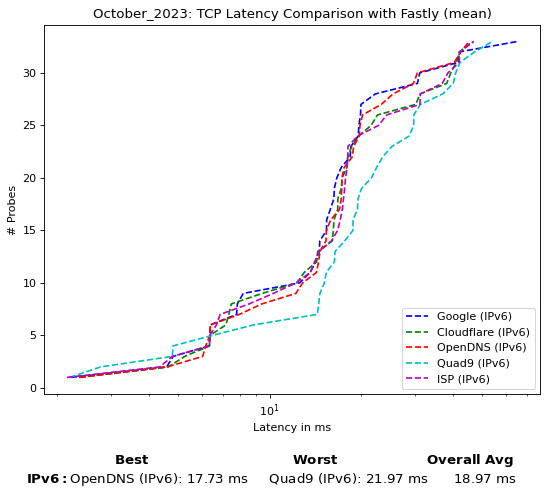 October_2023: TCP Latency Comparison with Fastly (mean)
30
25
20
15
10
5
0
# Probes
Google (IPv6)
Cloudflare (IPv6)
OpenDNS (IPv6)
Quad9 (IPv6)
ISP (IPv6)
10^1
Latency in ms
Best Worst Overall Avg
IPv6: OpenDNS (IPv6): 17.73 ms Quad9 (IPv6): 21.97 ms 18.97 ms